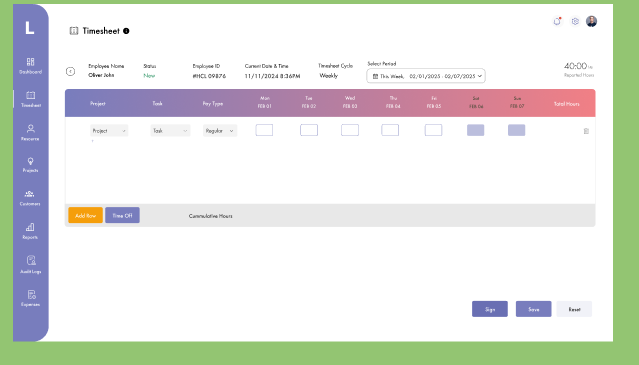 L
Timesheet
Dashboard
Timesheet
Resource
Projects
Customers
Reports
Audit Logs
Expenses
Employee Name
Oliver John
Status
New
Employee ID
#HCL 09876
Current Date & Time
11/11/2024 8:36PM
Timesheet Cycle
Weekly
Select Period
This Week, 02/01/2025 - 02/07/2025
40:00 Hrs
Reported Hours
Project Task Pay Type Mon Tue Wed Thu Fri Sat Sun Total Hours
FEB 01 FEB 02 FEB 03 FEB 04 FEB 05 FEB 06 FEB 07
Project Task Regular
Add Row Time Off Cummulative Hours
Sign Save Reset